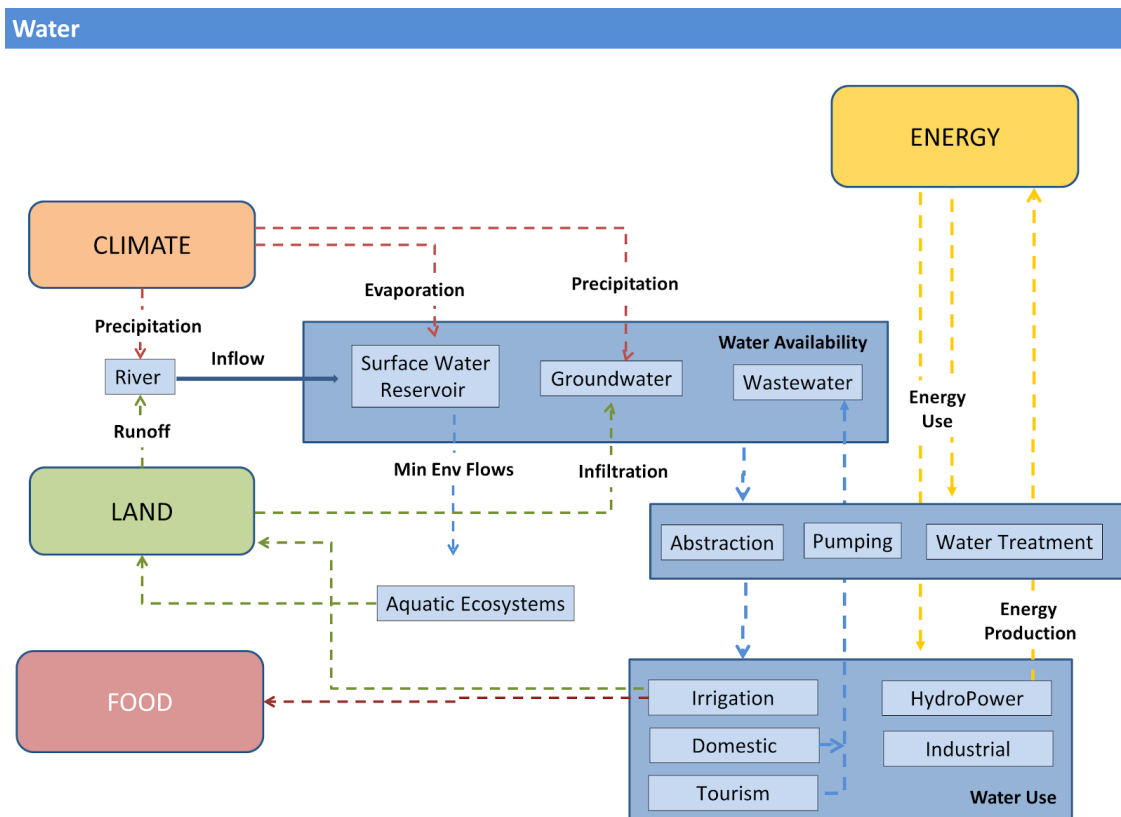 Water
ENERGY
CLIMATE
Evaporation
Precipitation
Precipitation
Water Availability
Inflow
River
Surface Water
Reservoir
Groundwater
Wastewater
Energy
Use
Runoff
Min Env Flows
Infiltration
LAND
Abstraction
Pumping
Water Treatment
Aquatic Ecosystems
Energy
Production
FOOD
Irrigation
HydroPower
Domestic
Industrial
Tourism
Water Use